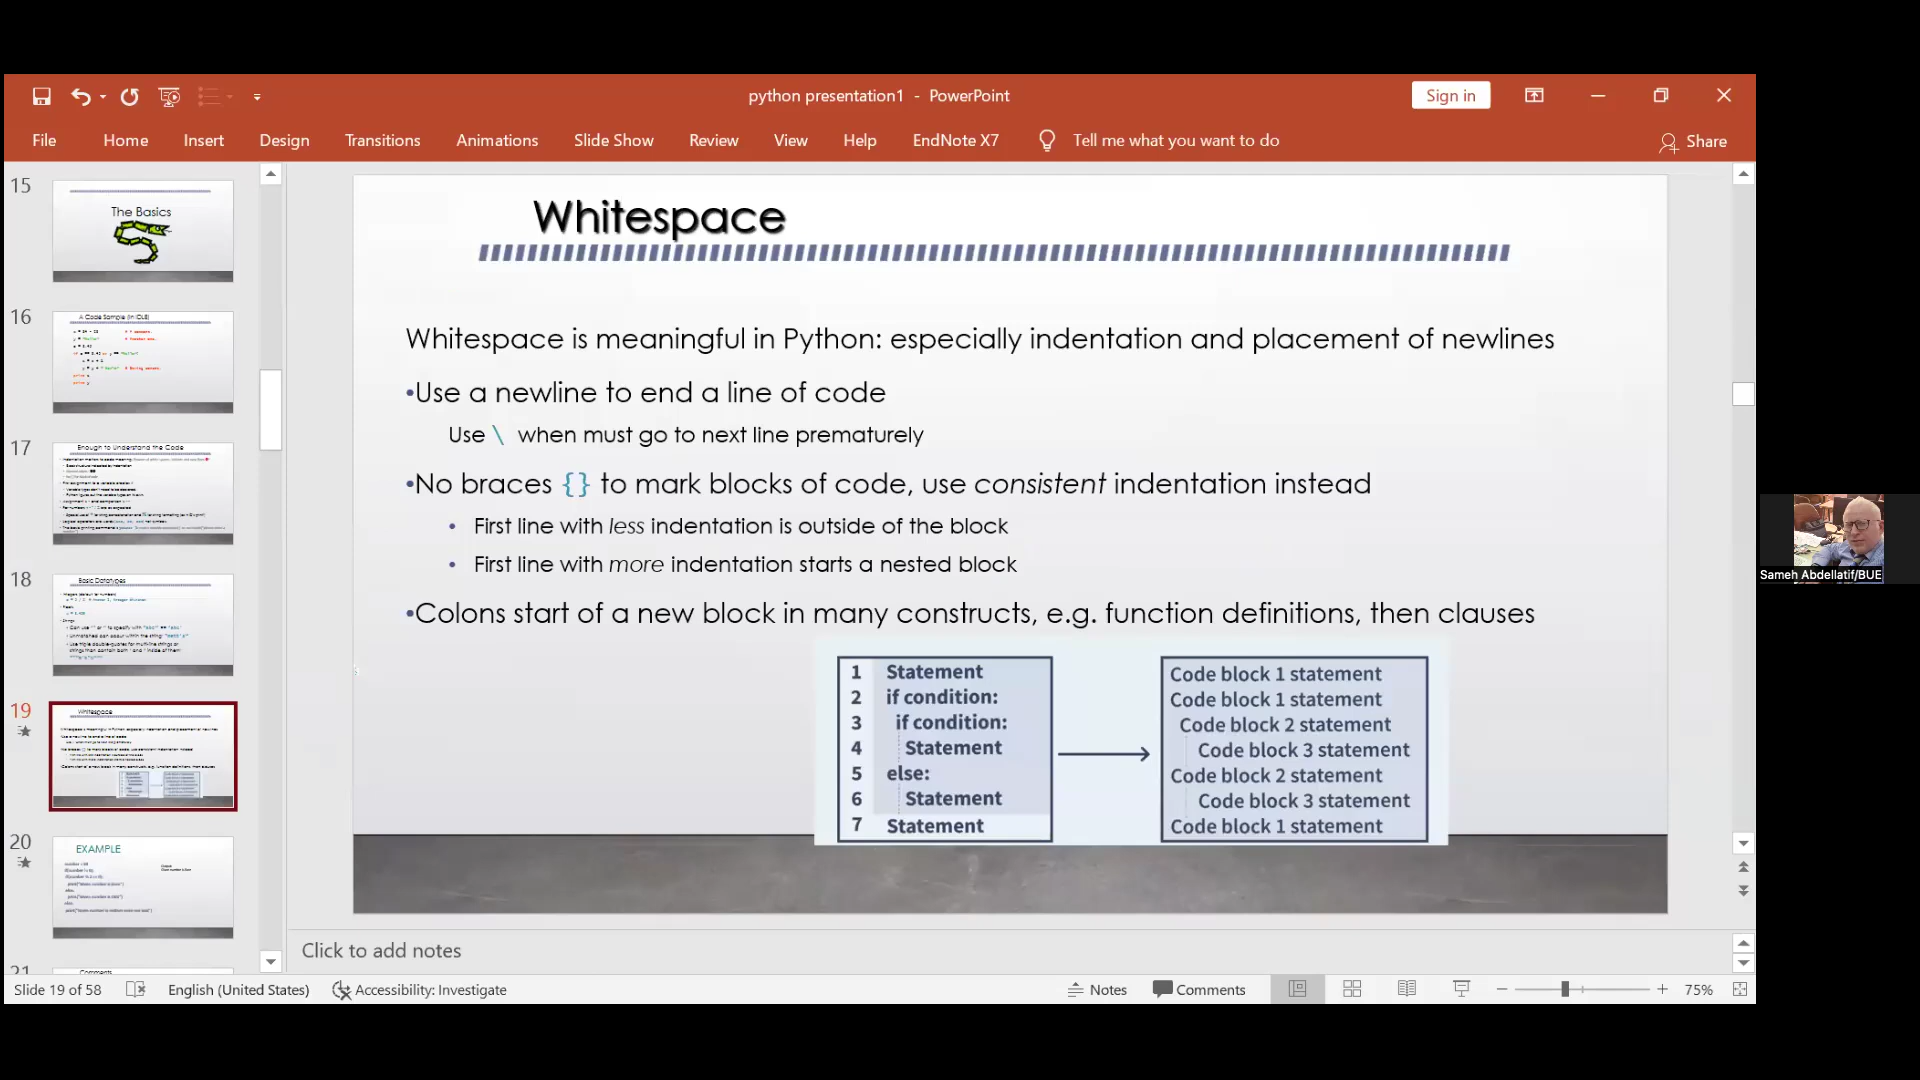 python presentation1 - PowerPoint
Sign in
File Home Insert Design Transitions Animations Slide Show Review View Help EndNote X7 Tell me what you want to do
Share
15
The Basics
16
A Code Sample (in IDLE)
17
Enough to Understand the Code
18
Basic Datatypes
19
Whitespace
20
EXAMPLE
21
Comments
Whitespace
Whitespace is meaningful in Python: especially indentation and placement of newlines
•Use a newline to end a line of code
Use \ when must go to next line prematurely
•No braces {} to mark blocks of code, use consistent indentation instead
• First line with less indentation is outside of the block
• First line with more indentation starts a nested block
•Colons start of a new block in many constructs, e.g. function definitions, then clauses
1 Statement
2 if condition:
3 if condition:
4 Statement
5 else:
6 Statement
7 Statement
Code block 1 statement
Code block 1 statement
Code block 2 statement
Code block 3 statement
Code block 2 statement
Code block 3 statement
Code block 1 statement
Click to add notes
Slide 19 of 58 English (United States) Accessibility: Investigate Notes Comments 75%
Sameh Abdellatif/BUE